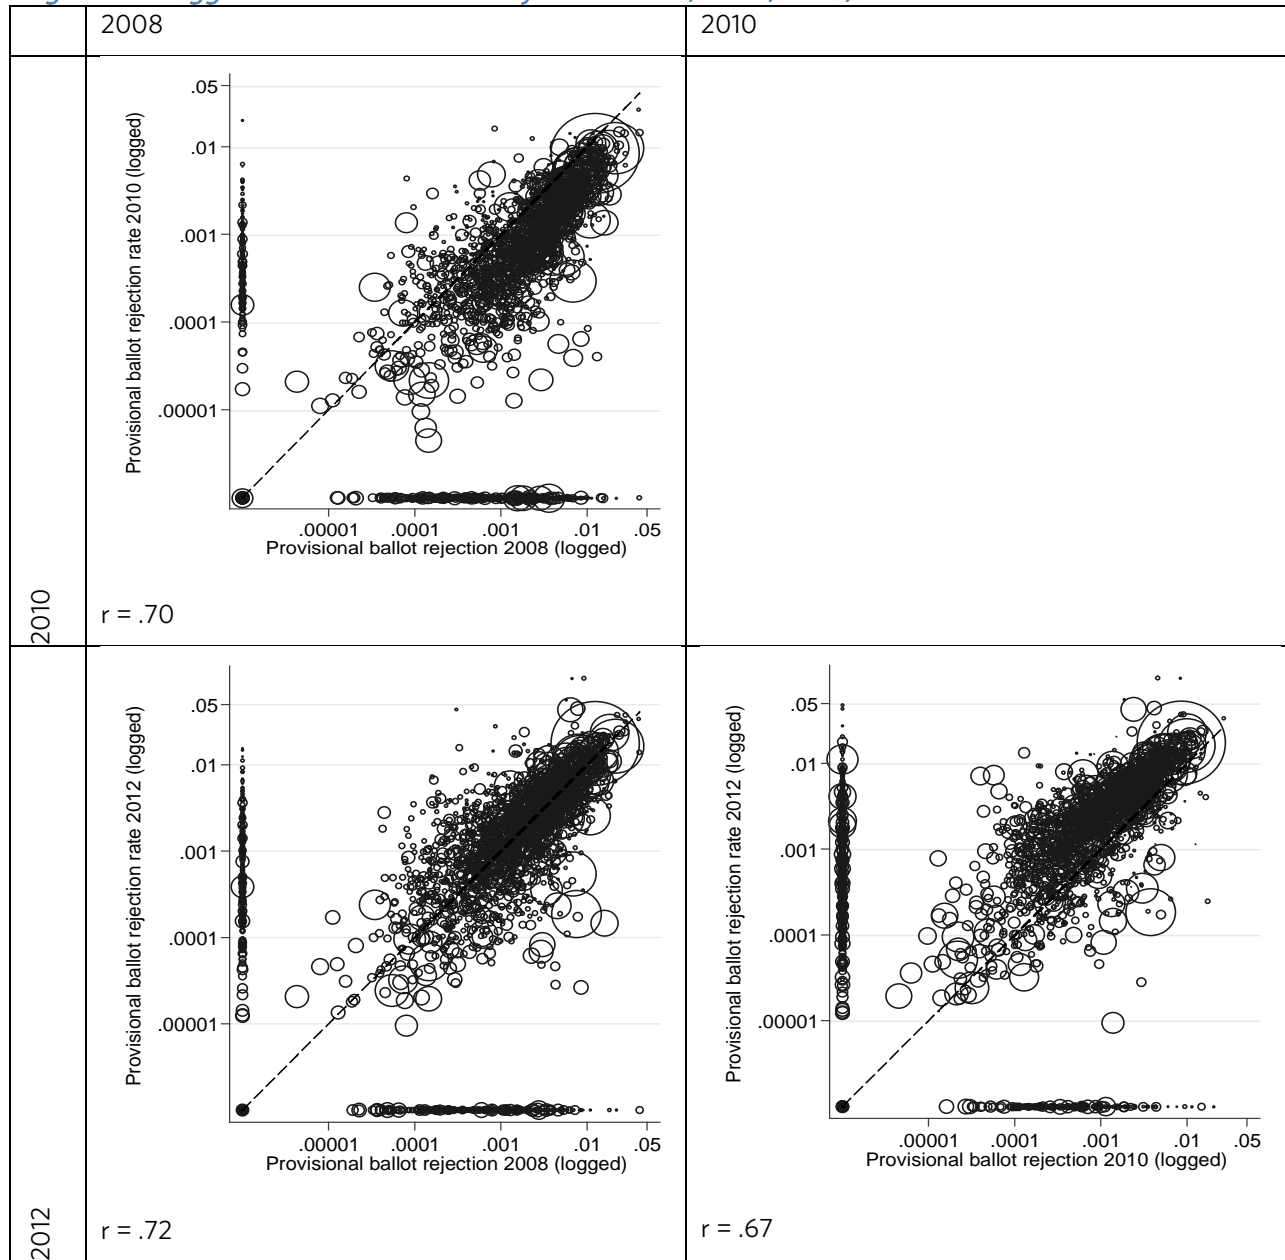 2008
2010
.05
.01
.001
.0001
.00001
Provisional ballot rejection rate 2010 (logged)
.00001 .0001 .001 .01 .05
Provisional ballot rejection 2008 (logged)
2010
r = .70
.05
.01
.001
.0001
.00001
Provisional ballot rejection rate 2012 (logged)
.00001 .0001 .001 .01 .05
Provisional ballot rejection 2008 (logged)
2012
r = .72
.05
.01
.001
.0001
.00001
Provisional ballot rejection rate 2012 (logged)
.00001 .0001 .001 .01 .05
Provisional ballot rejection 2010 (logged)
r = .67